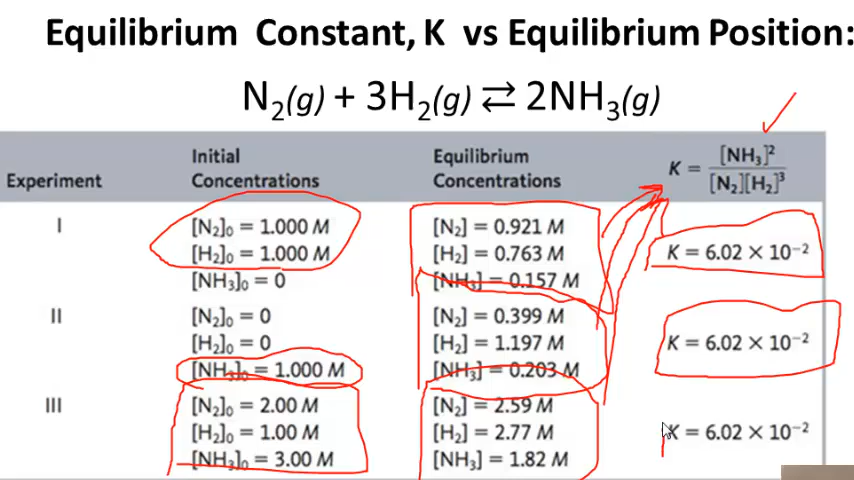 Equilibrium Constant, K vs Equilibrium Position:
N₂(g) + 3H₂(g) ⇄ 2NH₃(g)
Experiment
Initial Concentrations
Equilibrium Concentrations
K = [NH₃]² / [N₂][H₂]³
I
[N₂]₀ = 1.000 M
[H₂]₀ = 1.000 M
[NH₃]₀ = 0
[N₂] = 0.921 M
[H₂] = 0.763 M
[NH₃] = 0.157 M
K = 6.02 × 10⁻²
II
[N₂]₀ = 0
[H₂]₀ = 0
[NH₃]₀ = 1.000 M
[N₂] = 0.399 M
[H₂] = 1.197 M
[NH₃] = 0.203 M
K = 6.02 × 10⁻²
III
[N₂]₀ = 2.00 M
[H₂]₀ = 1.00 M
[NH₃]₀ = 3.00 M
[N₂] = 2.59 M
[H₂] = 2.77 M
[NH₃] = 1.82 M
K = 6.02 × 10⁻²